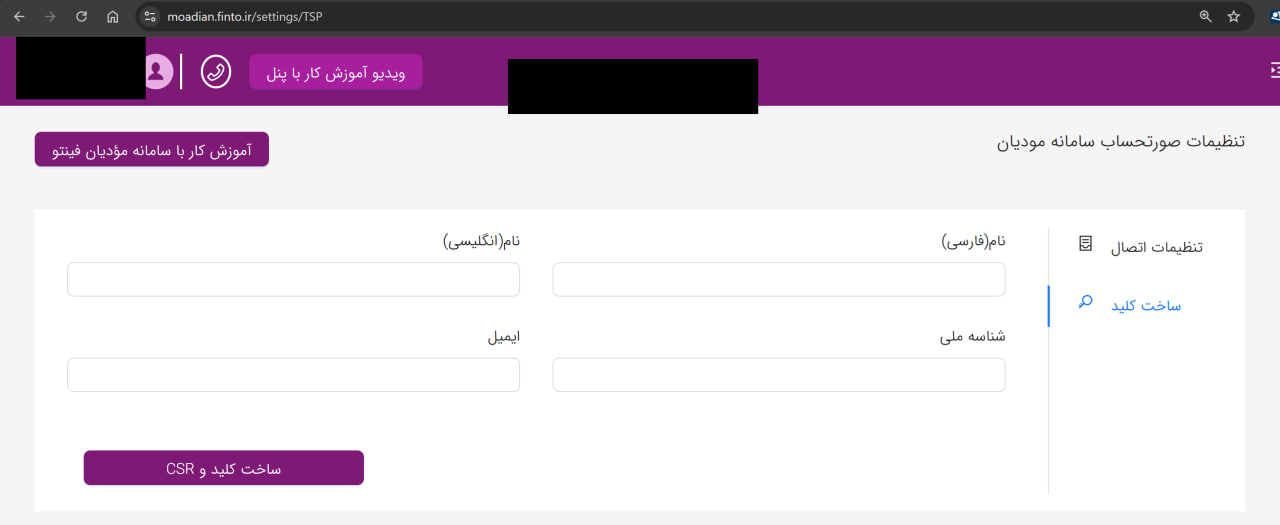 moadian.finto.ir/settings/TSP
ویدیو آموزش کار با پنل
تنظیمات صورتحساب سامانه مودیان
آموزش کار با سامانه مؤدیان فینتو
تنظیمات اتصال
ساخت کلید
نام(فارسی)
نام(انگلیسی)
شناسه ملی
ایمیل
ساخت کلید و CSR